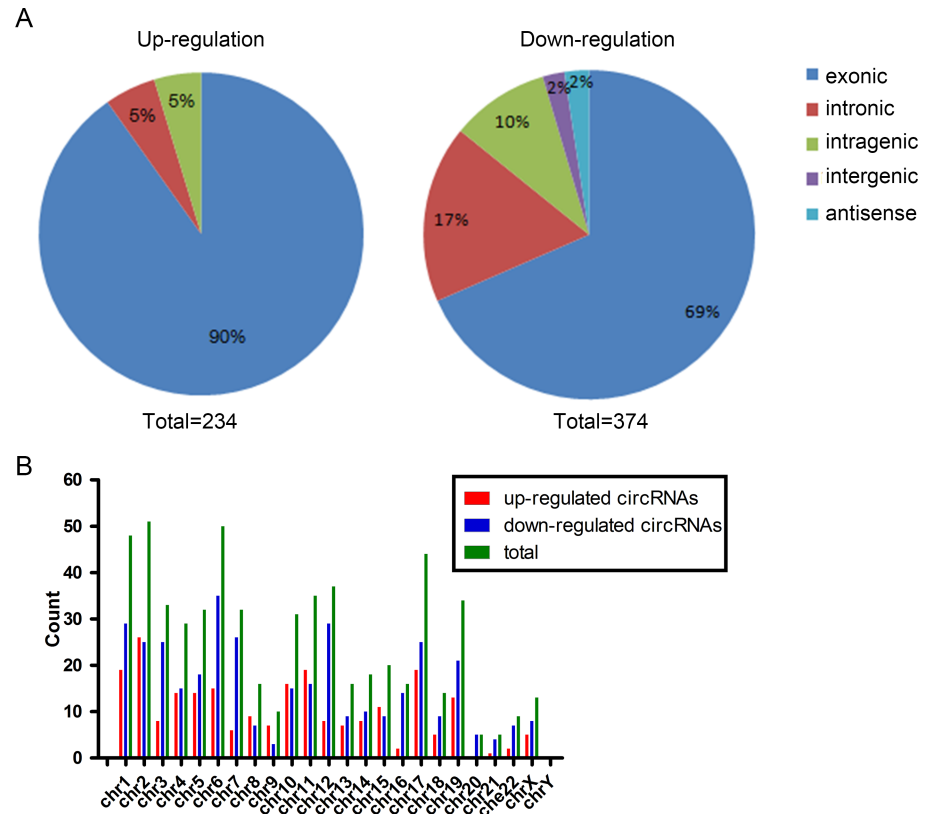 A
Up-regulation
Down-regulation
5%
5%
90%
2%
2%
10%
17%
69%
exonic
intronic
intragenic
intergenic
antisense
Total=234
Total=374
B
up-regulated circRNAs
down-regulated circRNAs
total
Count
60
50
40
30
20
10
0
chr1
chr2
chr3
chr4
chr5
chr6
chr7
chr8
chr9
chr10
chr11
chr12
chr13
chr14
chr15
chr16
chr17
chr18
chr19
chr20
chr21
che22
chrX
chrY